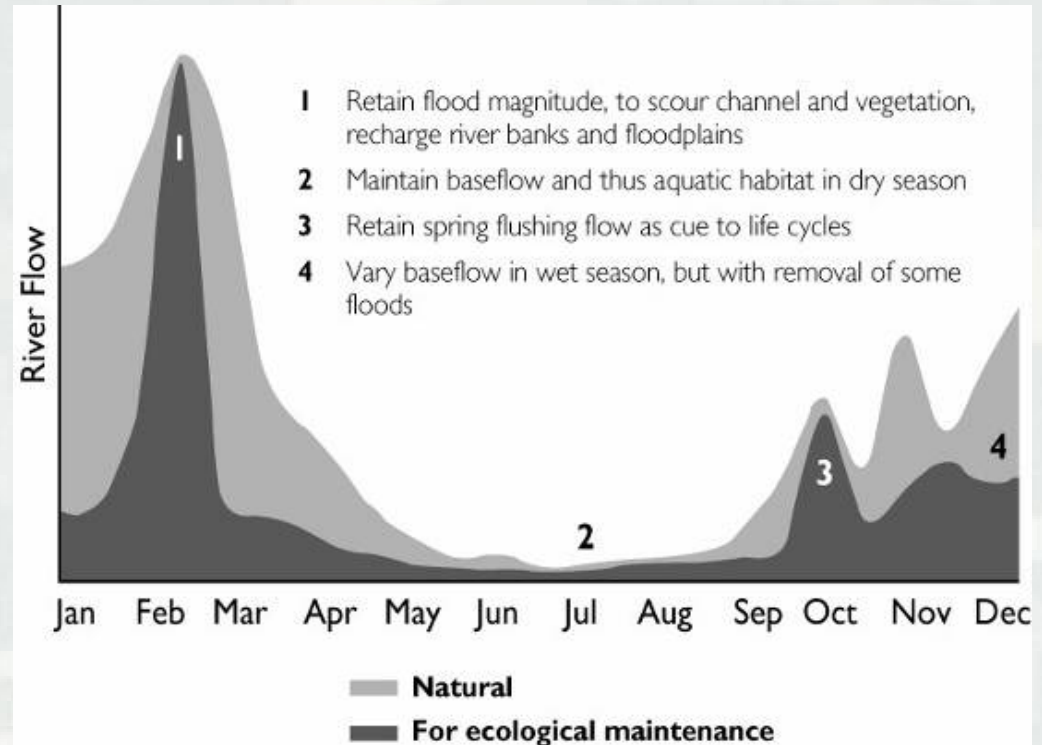 River Flow
1 Retain flood magnitude, to scour channel and vegetation,
recharge river banks and floodplains
2 Maintain baseflow and thus aquatic habitat in dry season
3 Retain spring flushing flow as cue to life cycles
4 Vary baseflow in wet season, but with removal of some
floods
1
2
3
4
Jan Feb Mar Apr May Jun Jul Aug Sep Oct Nov Dec
Natural
For ecological maintenance